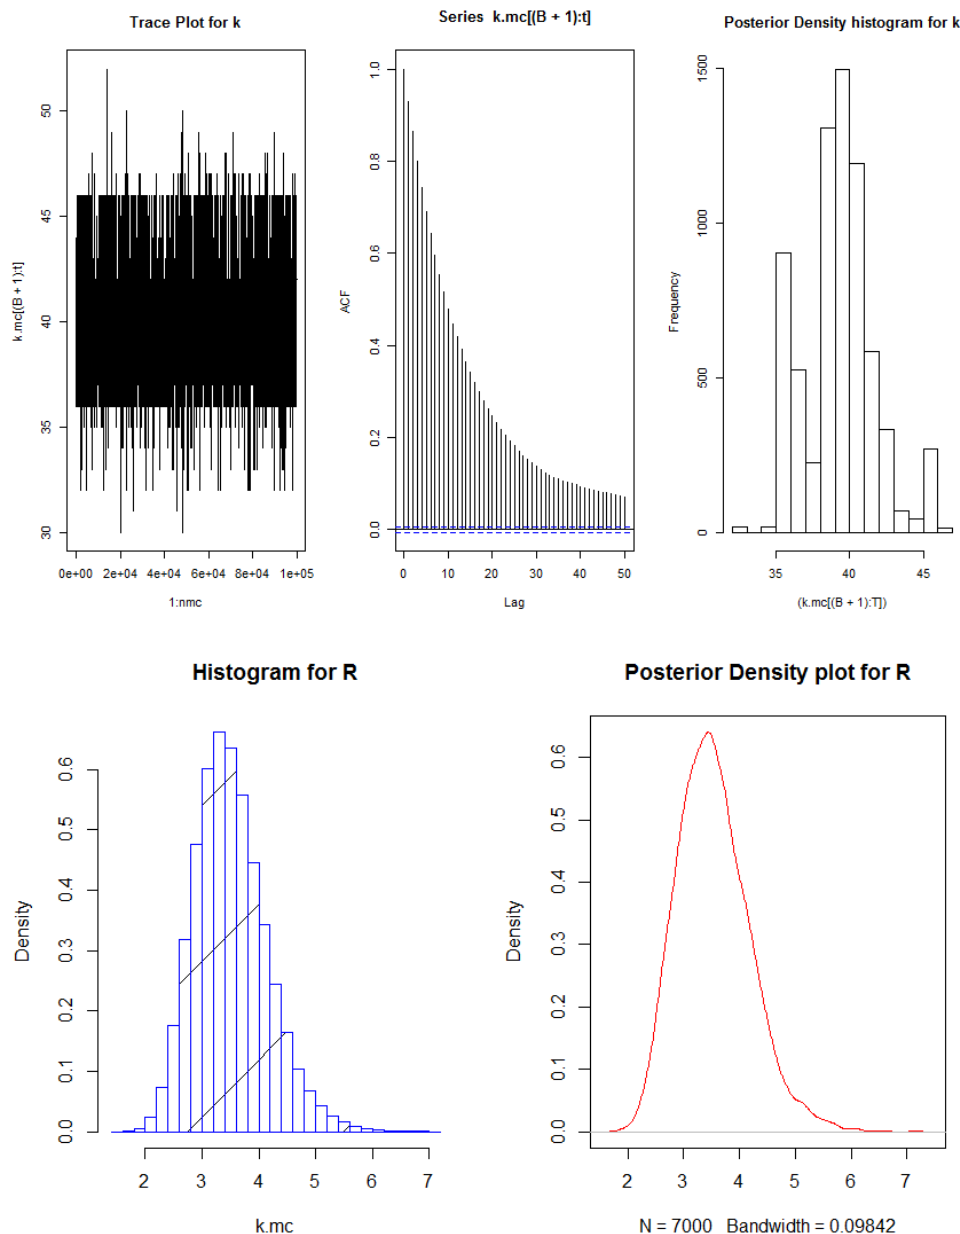 Trace Plot for k
k.mc[(B + 1):t]
50
45
40
35
30
0e+00 2e+04 4e+04 6e+04 8e+04 1e+05
1:nmc
Series k.mc[(B + 1):t]
ACF
1.0
0.8
0.6
0.4
0.2
0.0
0 10 20 30 40 50
Lag
Posterior Density histogram for k
Frequency
1500
1000
500
0
35 40 45
(k.mc[(B + 1):T])
Histogram for R
Density
0.6
0.5
0.4
0.3
0.2
0.1
0.0
2 3 4 5 6 7
k.mc
Posterior Density plot for R
Density
0.6
0.5
0.4
0.3
0.2
0.1
0.0
2 3 4 5 6 7
N = 7000 Bandwidth = 0.09842